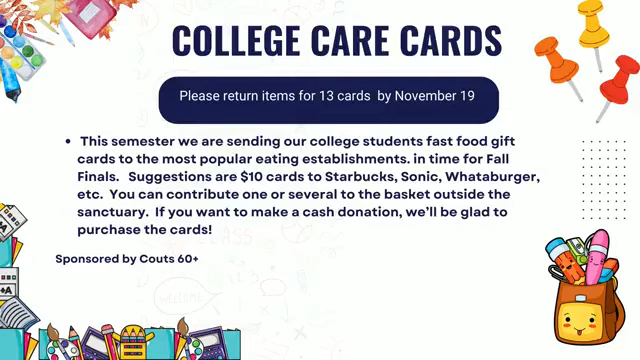 COLLEGE CARE CARDS
Please return items for 13 cards by November 19
• This semester we are sending our college students fast food gift
cards to the most popular eating establishments. in time for Fall
Finals. Suggestions are $10 cards to Starbucks, Sonic, Whataburger,
etc. You can contribute one or several to the basket outside the
sanctuary. If you want to make a cash donation, we'll be glad to
purchase the cards!
Sponsored by Couts 60+
WELCOME
A+